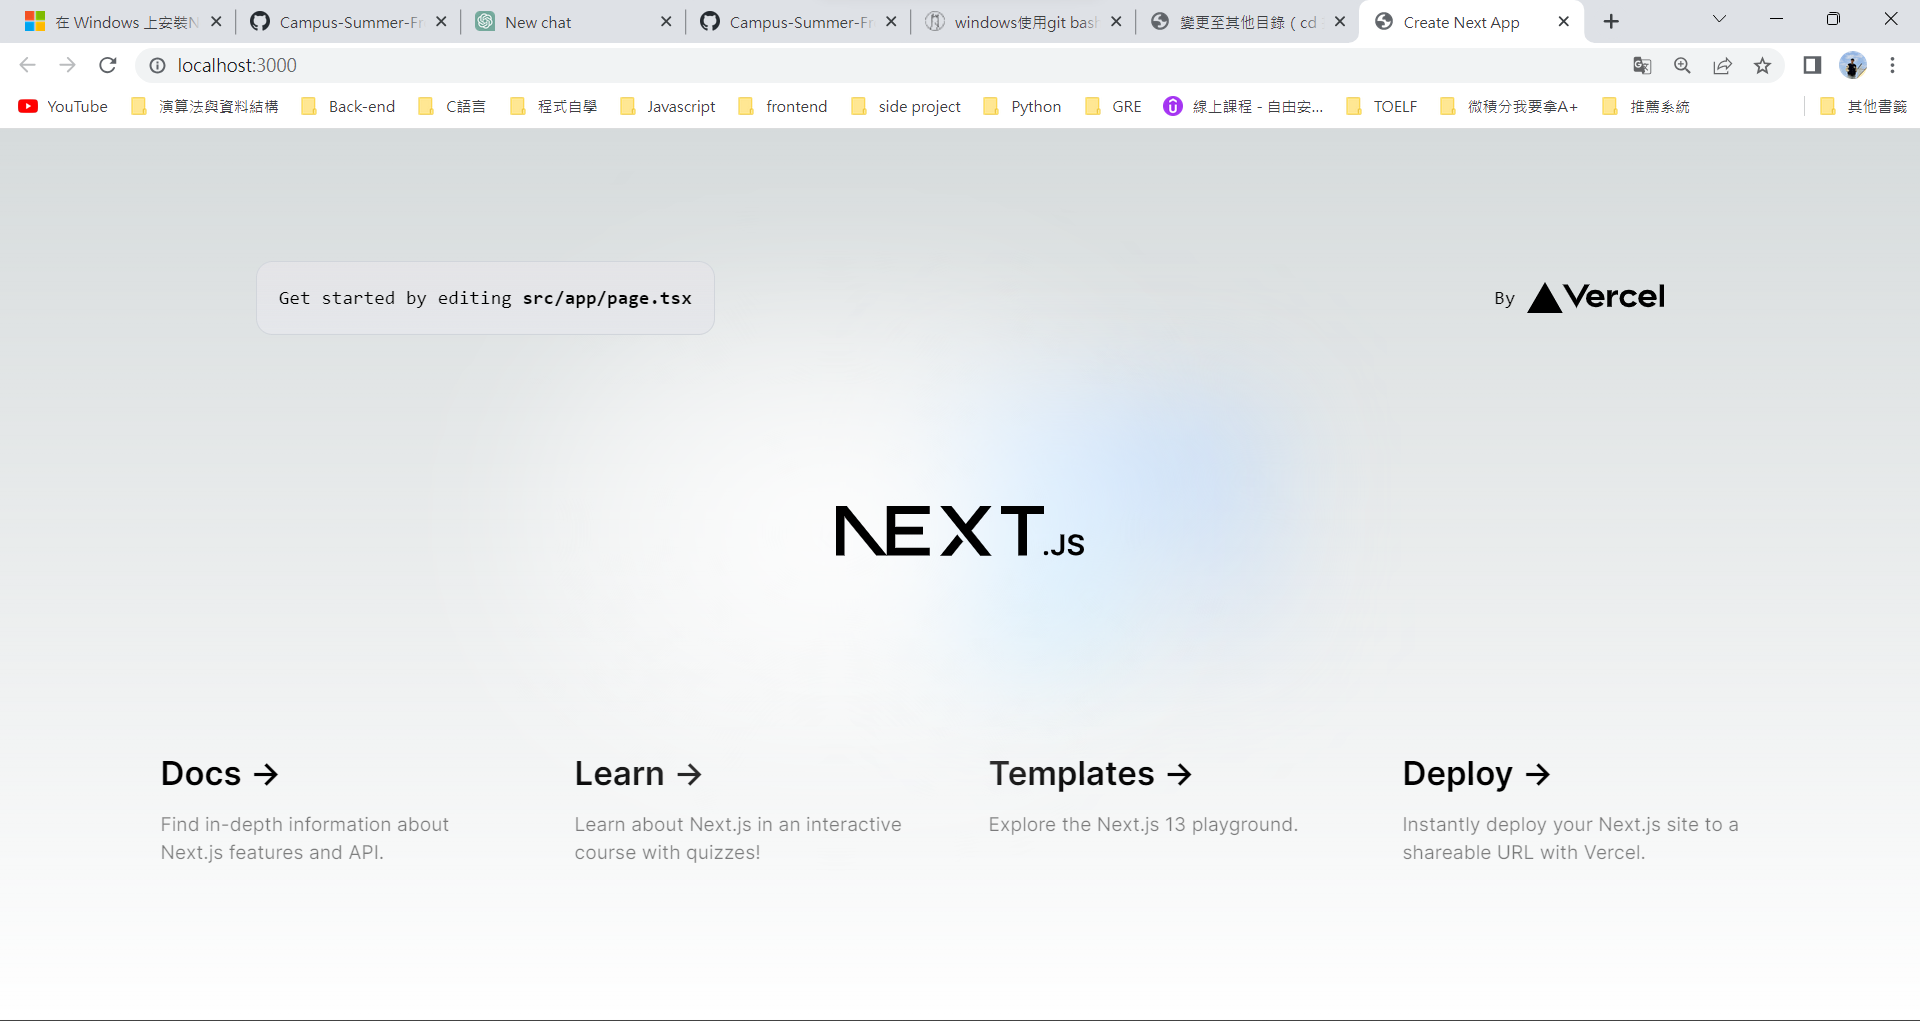 在 Windows 上安裝N
Campus-Summer-Fr
New chat
Campus-Summer-Fr
windows使用git bash
變更至其他目錄 ( cd
Create Next App
localhost:3000
YouTube
演算法與資料結構
Back-end
C語言
程式自學
Javascript
frontend
side project
Python
GRE
線上課程 - 自由安...
TOELF
微積分我要拿A+
推薦系統
其他書籤
Get started by editing src/app/page.tsx
By Vercel
NEXT.JS
Docs ->
Find in-depth information about
Next.js features and API.
Learn ->
Learn about Next.js in an interactive
course with quizzes!
Templates ->
Explore the Next.js 13 playground.
Deploy ->
Instantly deploy your Next.js site to a
shareable URL with Vercel.